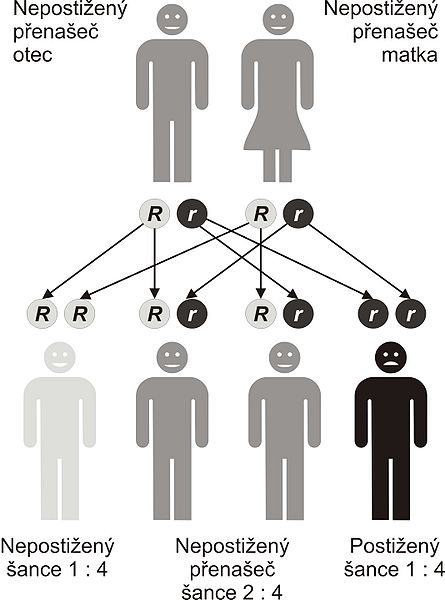 Nepostižený
přenašeč
otec
Nepostižený
přenašeč
matka
R r R r
R R R r R r r r
Nepostižený
šance 1 : 4
Nepostižený
přenašeč
šance 2 : 4
Postižený
šance 1 : 4